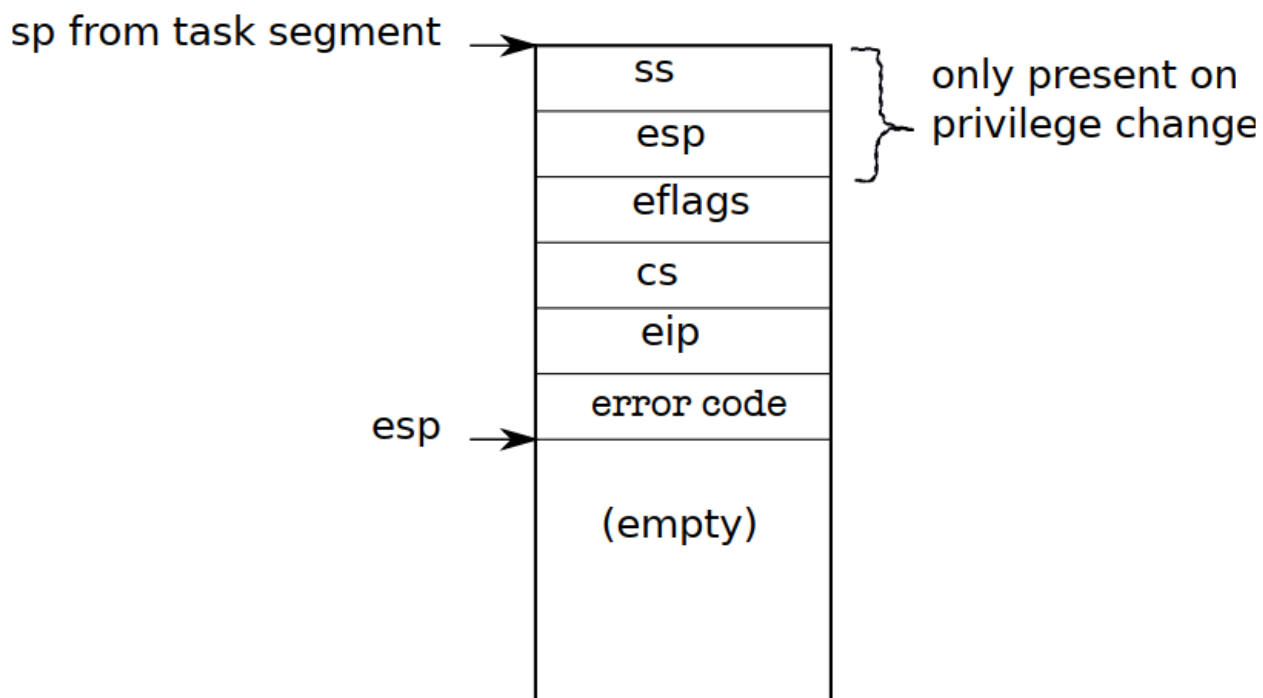 sp from task segment
ss
only present on
privilege change
esp
eflags
cs
eip
error code
esp
(empty)